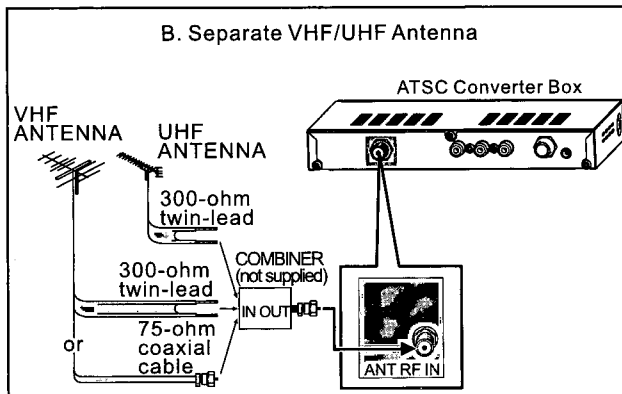 B. Separate VHF/UHF Antenna
ATSC Converter Box
VHF
ANTENNA
UHF
ANTENNA
300-ohm
twin-lead
300-ohm
twin-lead
COMBINER
(not supplied)
IN OUT
or
75-ohm
coaxial
cable
ANT RF IN